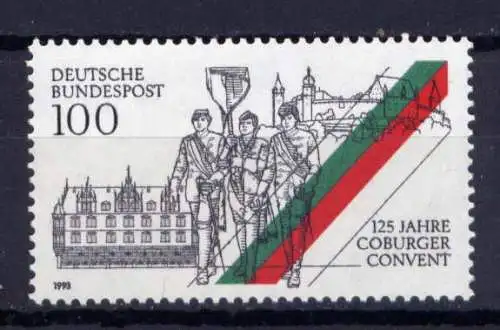 DEUTSCHE
BUNDESPOST
100
125 JAHRE
COBURGER
CONVENT
1993